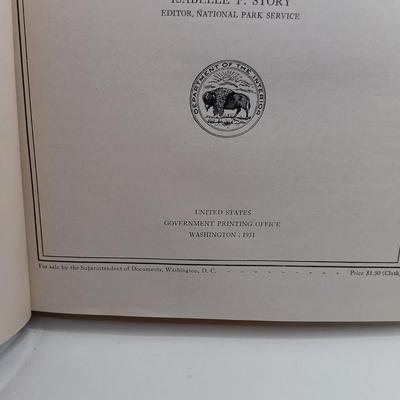 ISABELLE F. STORY
EDITOR, NATIONAL PARK SERVICE
DEPARTMENT OF THE INTERIOR
UNITED STATES
GOVERNMENT PRINTING OFFICE
WASHINGTON : 1931
For sale by the Superintendent of Documents, Washington, D. C. - - - - - - - - - Price $1.50 (Cloth)